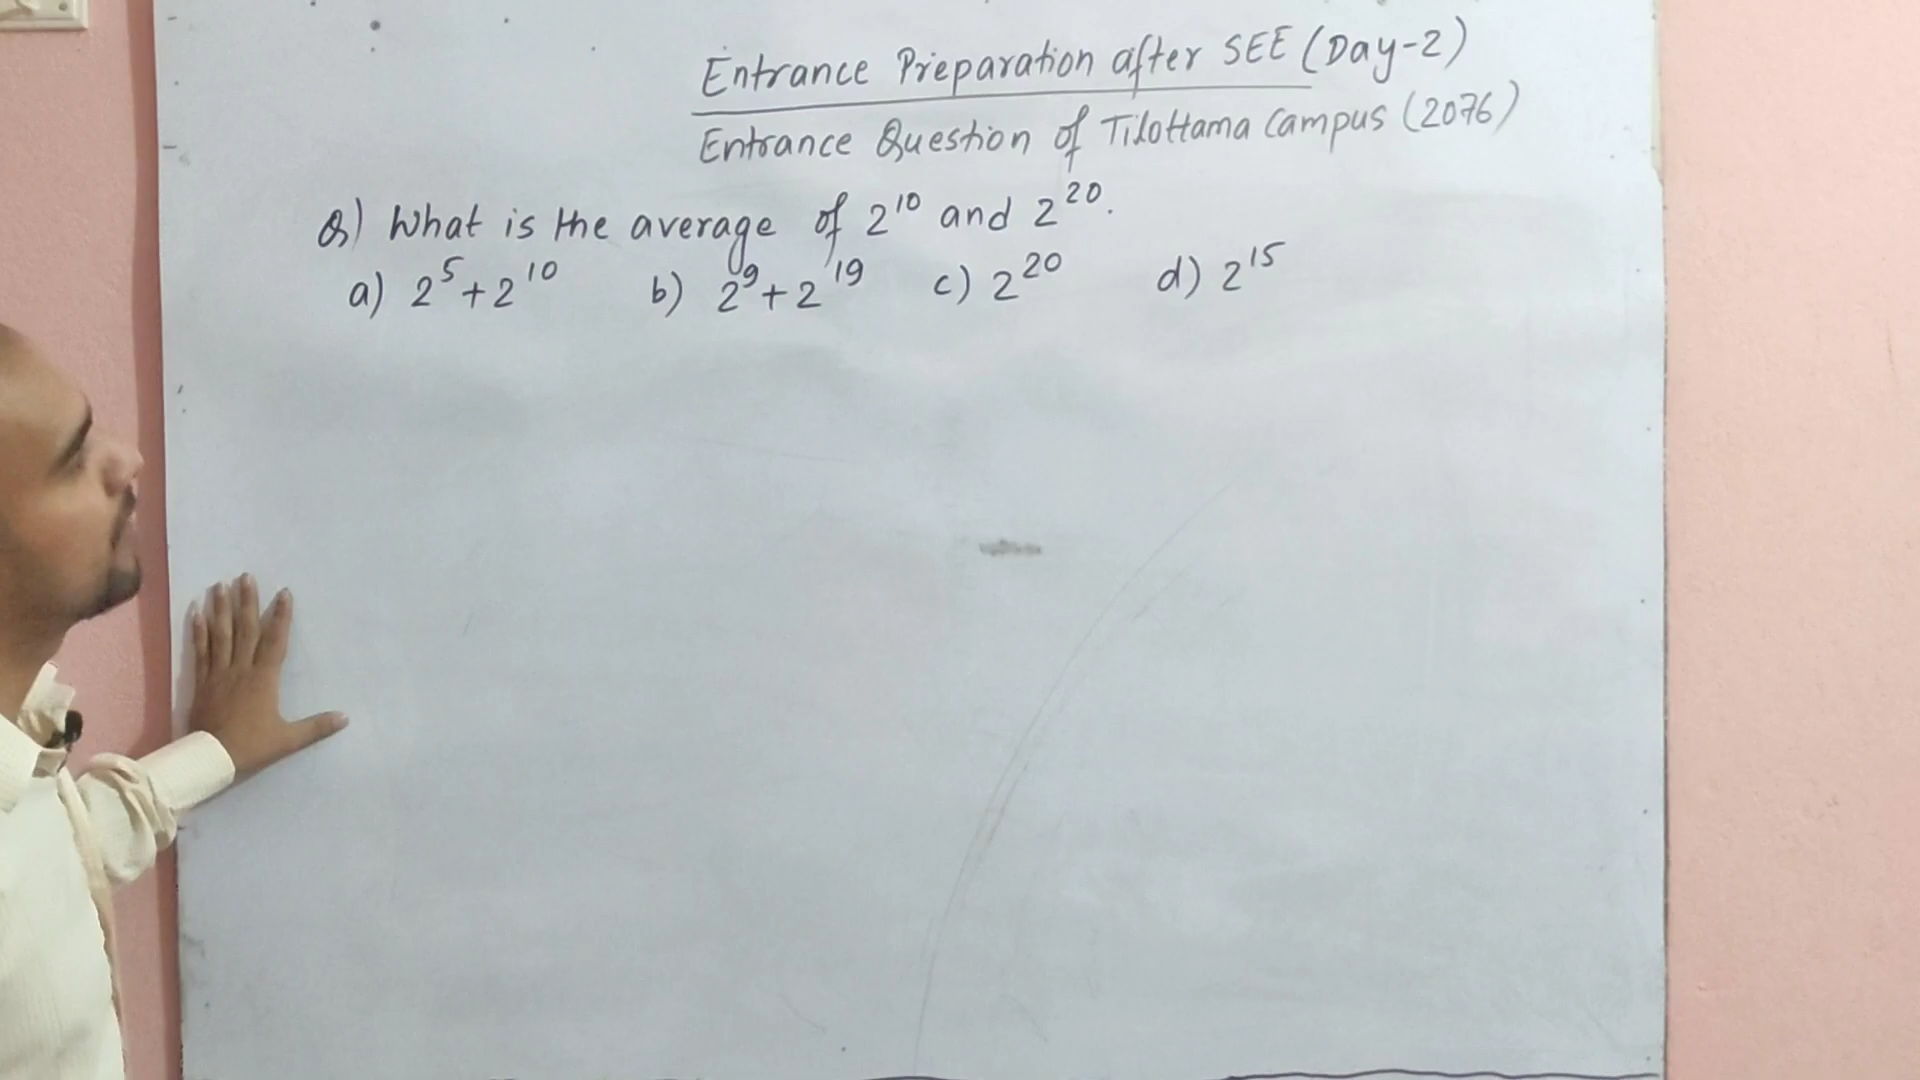 Entrance Preparation after SEE (Day-2)
Entrance Question of Tilottama Campus (2076)
Q) What is the average of 2¹⁰ and 2²⁰.
a) 2⁵+2¹⁰ b) 2⁹+2¹⁹ c) 2²⁰ d) 2¹⁵